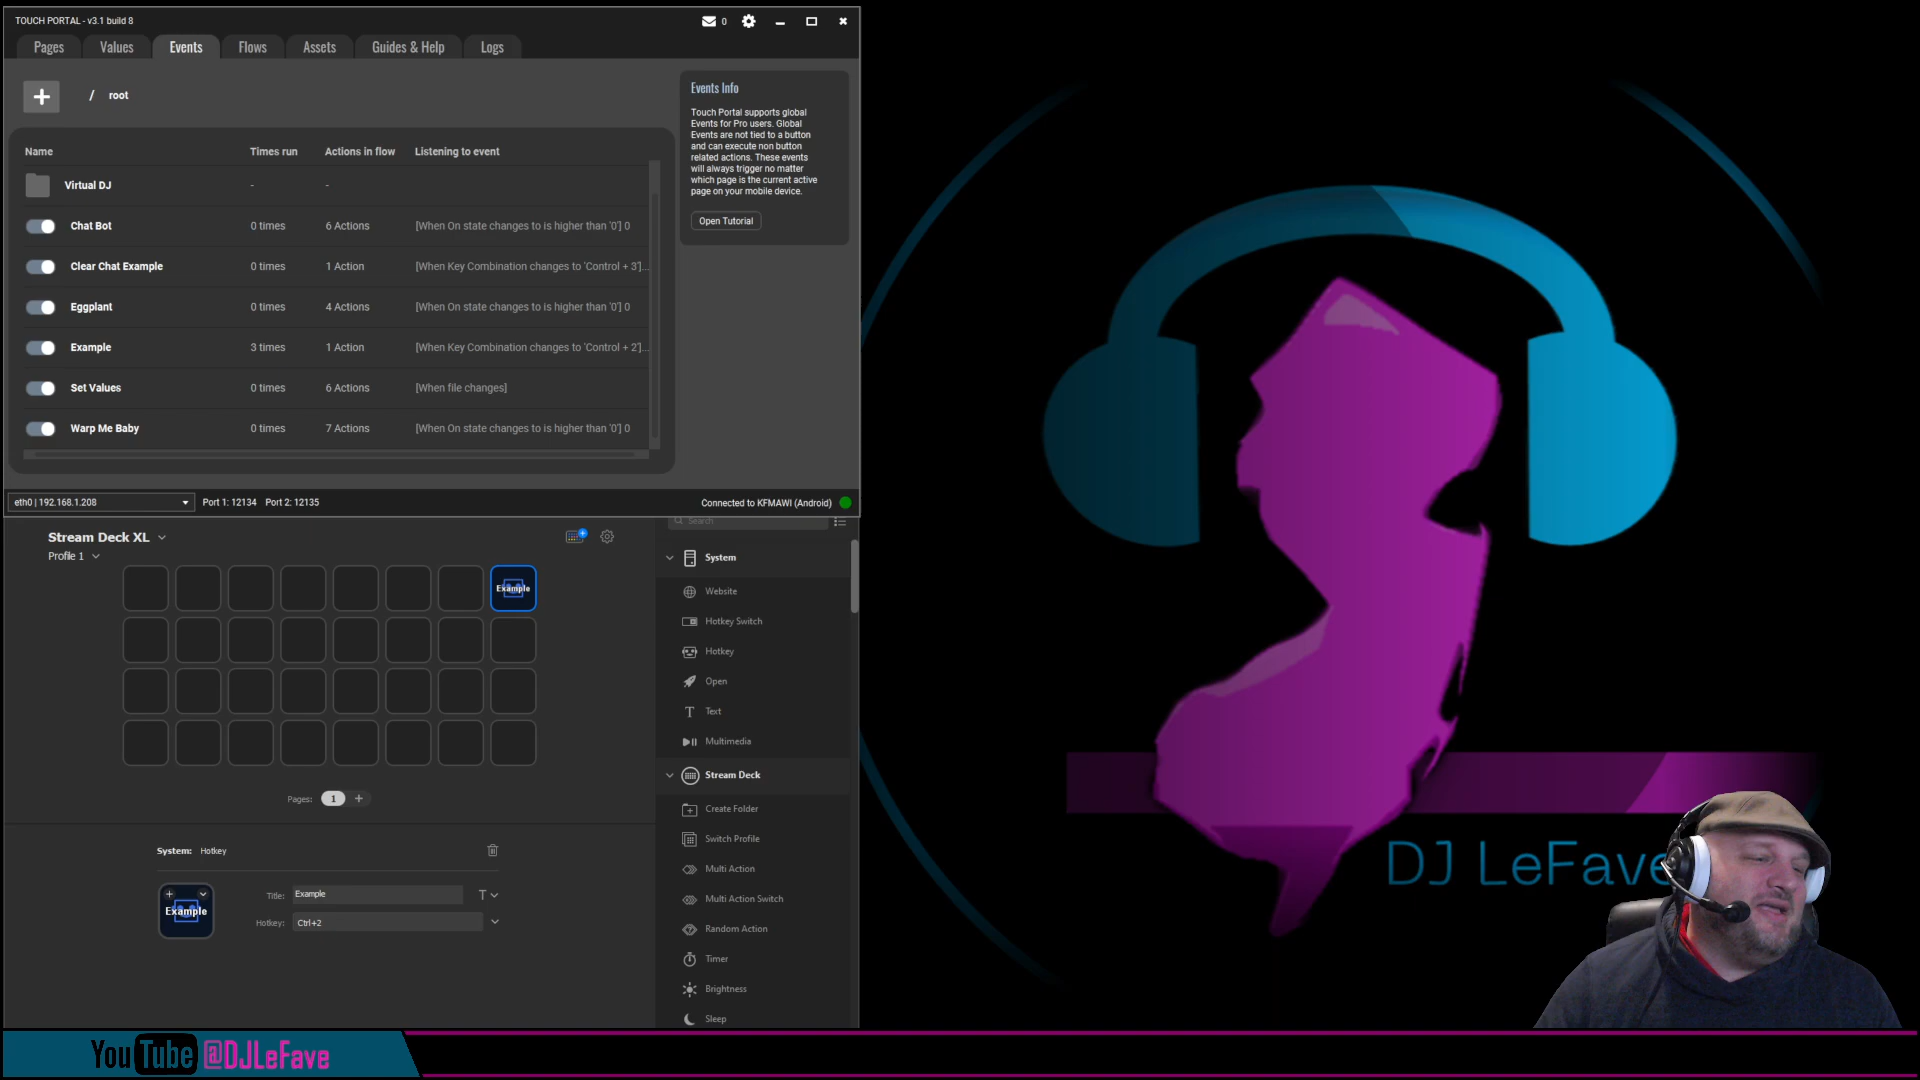 TOUCH PORTAL - v3.1 build 8
0
Pages
Values
Events
Flows
Assets
Guides & Help
Logs
/ root
Name
Times run
Actions in flow
Listening to event
Virtual DJ
-
-
Chat Bot
0 times
6 Actions
[When On state changes to is higher than '0'] 0
Clear Chat Example
0 times
1 Action
[When Key Combination changes to 'Control + 3']...
Eggplant
0 times
4 Actions
[When On state changes to is higher than '0'] 0
Example
3 times
1 Action
[When Key Combination changes to 'Control + 2']...
Set Values
0 times
6 Actions
[When file changes]
Warp Me Baby
0 times
7 Actions
[When On state changes to is higher than '0'] 0
Events Info
Touch Portal supports global
Events for Pro users. Global
Events are not tied to a button
and can execute non button
related actions. These events
will always trigger no matter
which page is the current active
page on your mobile device.
Open Tutorial
eth0 | 192.168.1.208
Port 1: 12134
Port 2: 12135
Connected to KFMAWI (Android)
Stream Deck XL
Profile 1
Example
Pages:
1
+
System: Hotkey
Example
Title:
Example
T
Hotkey:
Ctrl+2
Search
System
Website
Hotkey Switch
Hotkey
Open
Text
Multimedia
Stream Deck
Create Folder
Switch Profile
Multi Action
Multi Action Switch
Random Action
Timer
Brightness
Sleep
DJ LeFave
YouTube @DJLeFave